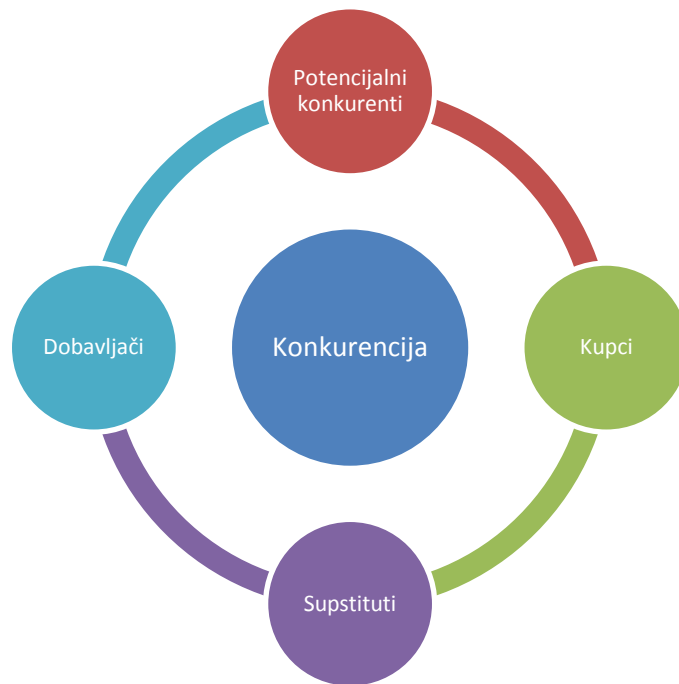 Potencijalni
konkurenti
Dobavljači
Konkurencija
Kupci
Supstituti